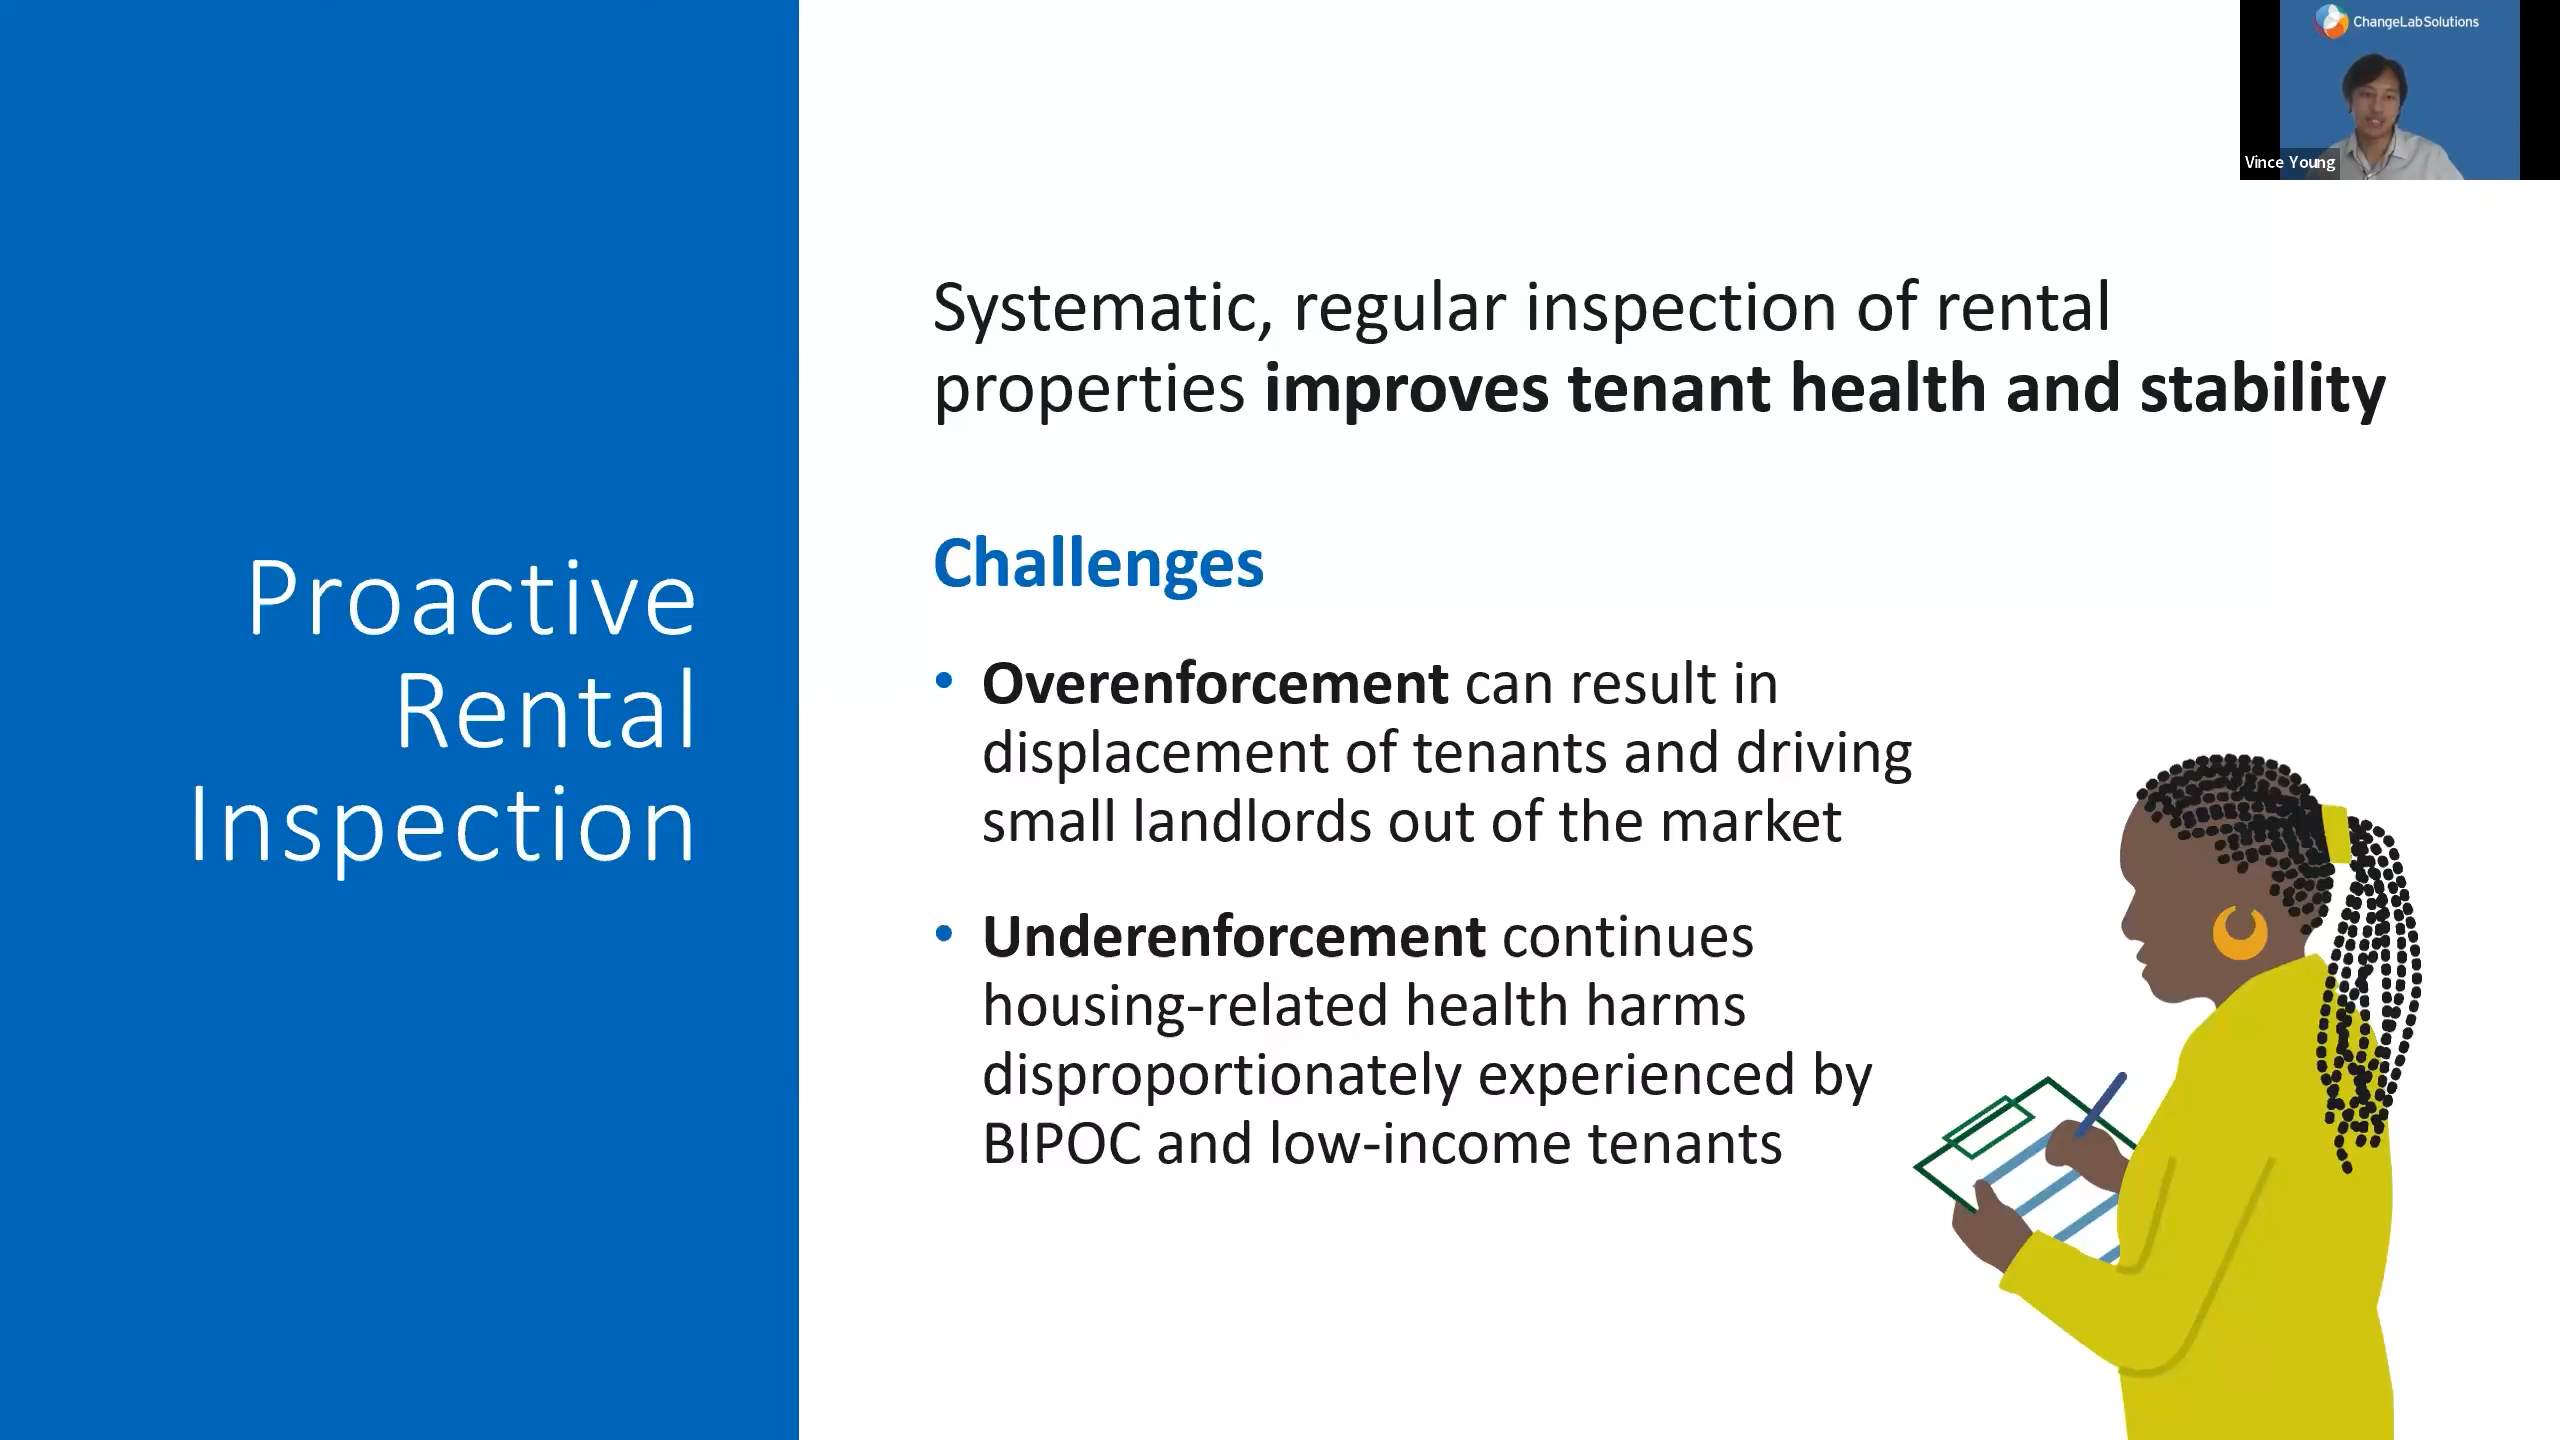 Proactive
Rental
Inspection
Systematic, regular inspection of rental
properties improves tenant health and stability
Challenges
• Overenforcement can result in
displacement of tenants and driving
small landlords out of the market
• Underenforcement continues
housing-related health harms
disproportionately experienced by
BIPOC and low-income tenants
ChangeLabSolutions
Vince Young